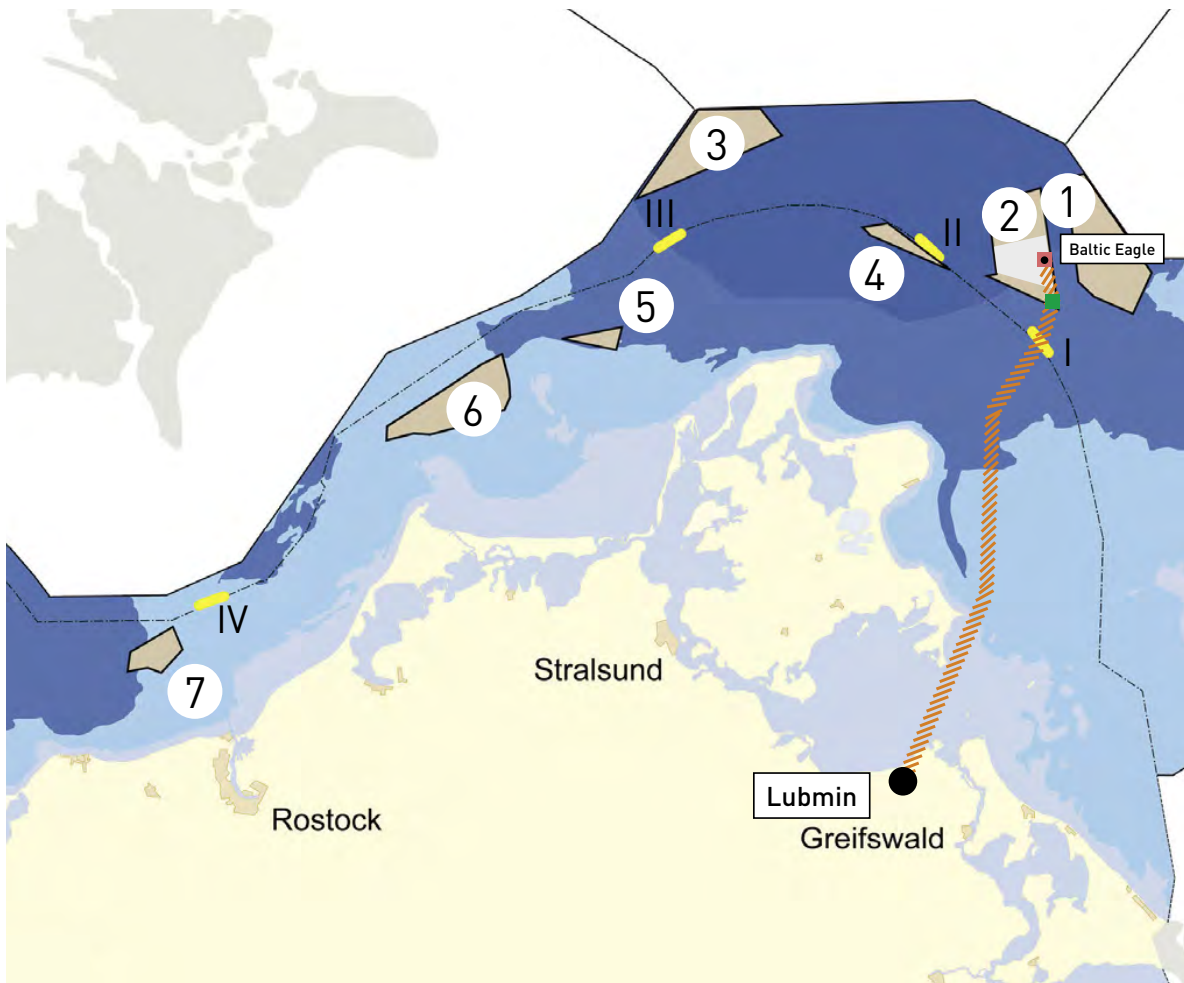 3
1
2
III
II
Baltic Eagle
4
5
I
6
IV
Stralsund
7
Lubmin
Rostock
Greifswald